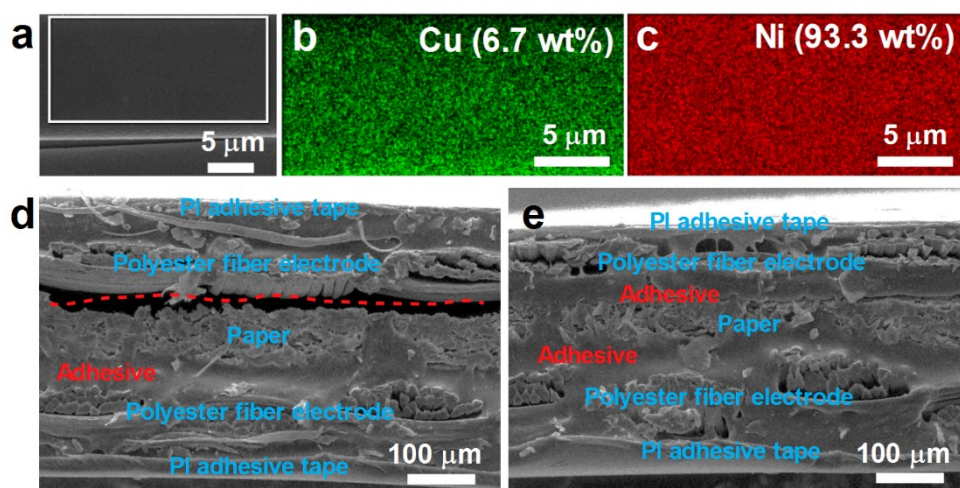 a
5 μm
b
Cu (6.7 wt%)
5 μm
c
Ni (93.3 wt%)
5 μm
d
PI adhesive tape
Polyester fiber electrode
Paper
Adhesive
Polyester fiber electrode
PI adhesive tape
100 μm
e
PI adhesive tape
Polyester fiber electrode
Adhesive
Paper
Adhesive
Polyester fiber electrode
PI adhesive tape
100 μm